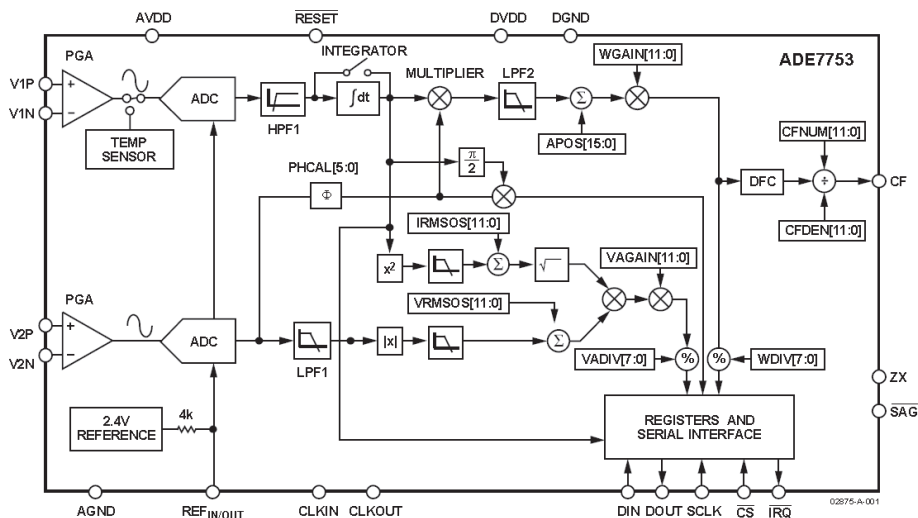 AVDD
RESET
DVDD
DGND
PGA
INTEGRATOR
WGAIN[11:0]
ADE7753
MULTIPLIER
LPF2
V1P
V1N
+
−
ADC
∫dt
Σ
HPF1
TEMP
SENSOR
APOS[15:0]
CFNUM[11:0]
PHCAL[5:0]
π
2
Φ
DFC
÷
CF
CFDEN[11:0]
IRMSOS[11:0]
x²
Σ
√
VAGAIN[11:0]
PGA
VRMSOS[11:0]
V2P
V2N
+
−
ADC
LPF1
|x|
Σ
VADIV[7:0]
%
%
WDIV[7:0]
ZX
SAG
2.4V
REFERENCE
4k
REGISTERS AND
SERIAL INTERFACE
02875-A-001
AGND
REFIN/OUT
CLKIN
CLKOUT
DIN
DOUT
SCLK
CS
IRQ